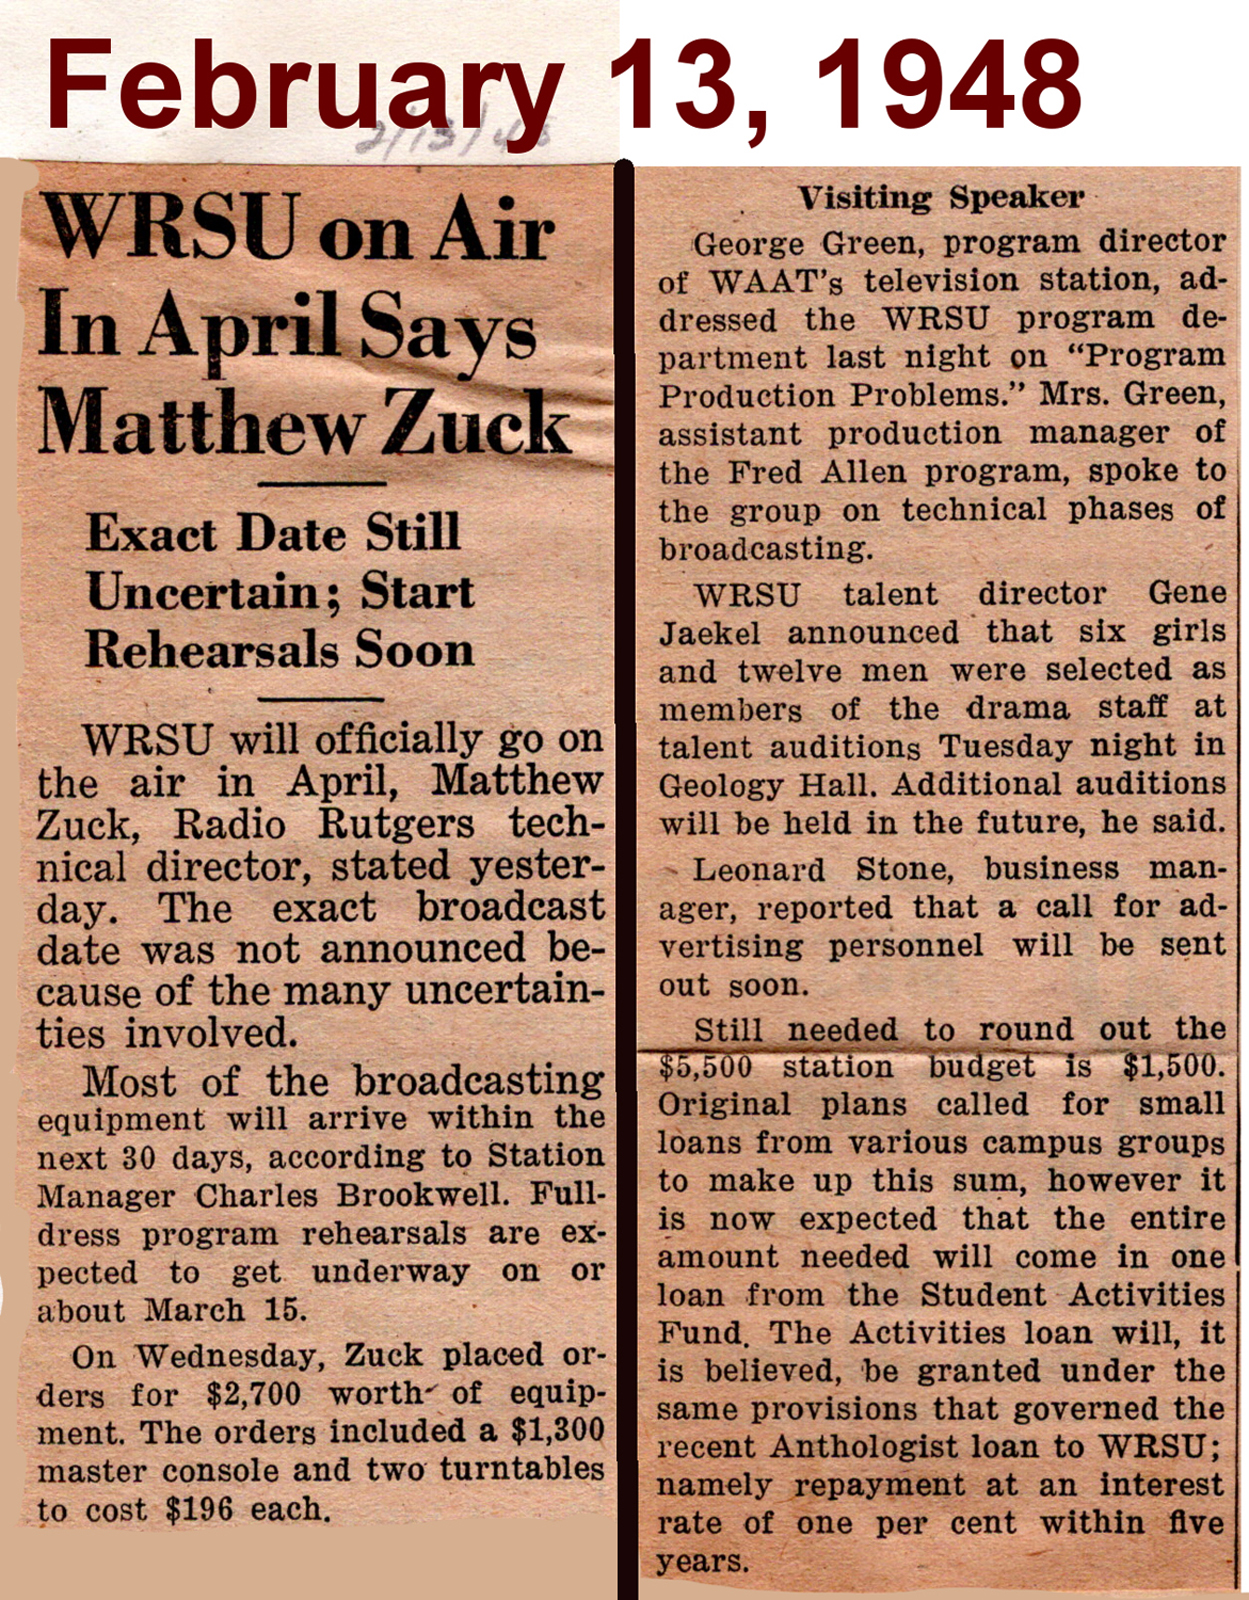 February 13, 1948
2/13/48
WRSU on Air
In April Says
Matthew Zuck
Exact Date Still
Uncertain; Start
Rehearsals Soon
WRSU will officially go on
the air in April, Matthew
Zuck, Radio Rutgers tech-
nical director, stated yester-
day. The exact broadcast
date was not announced be-
cause of the many uncertain-
ties involved.
Most of the broadcasting
equipment will arrive within the
next 30 days, according to Station
Manager Charles Brookwell. Full-
dress program rehearsals are ex-
pected to get underway on or
about March 15.
On Wednesday, Zuck placed or-
ders for $2,700 worth of equip-
ment. The orders included a $1,300
master console and two turntables
to cost $196 each.
Visiting Speaker
George Green, program director
of WAAT's television station, ad-
dressed the WRSU program de-
partment last night on “Program
Production Problems.” Mrs. Green,
assistant production manager of
the Fred Allen program, spoke to
the group on technical phases of
broadcasting.
WRSU talent director Gene
Jaekel announced that six girls
and twelve men were selected as
members of the drama staff at
talent auditions Tuesday night in
Geology Hall. Additional auditions
will be held in the future, he said.
Leonard Stone, business man-
ager, reported that a call for ad-
vertising personnel will be sent
out soon.
Still needed to round out the
$5,500 station budget is $1,500.
Original plans called for small
loans from various campus groups
to make up this sum, however it
is now expected that the entire
amount needed will come in one
loan from the Student Activities
Fund. The Activities loan will, it
is believed, be granted under the
same provisions that governed the
recent Anthologist loan to WRSU;
namely repayment at an interest
rate of one per cent within five
years.